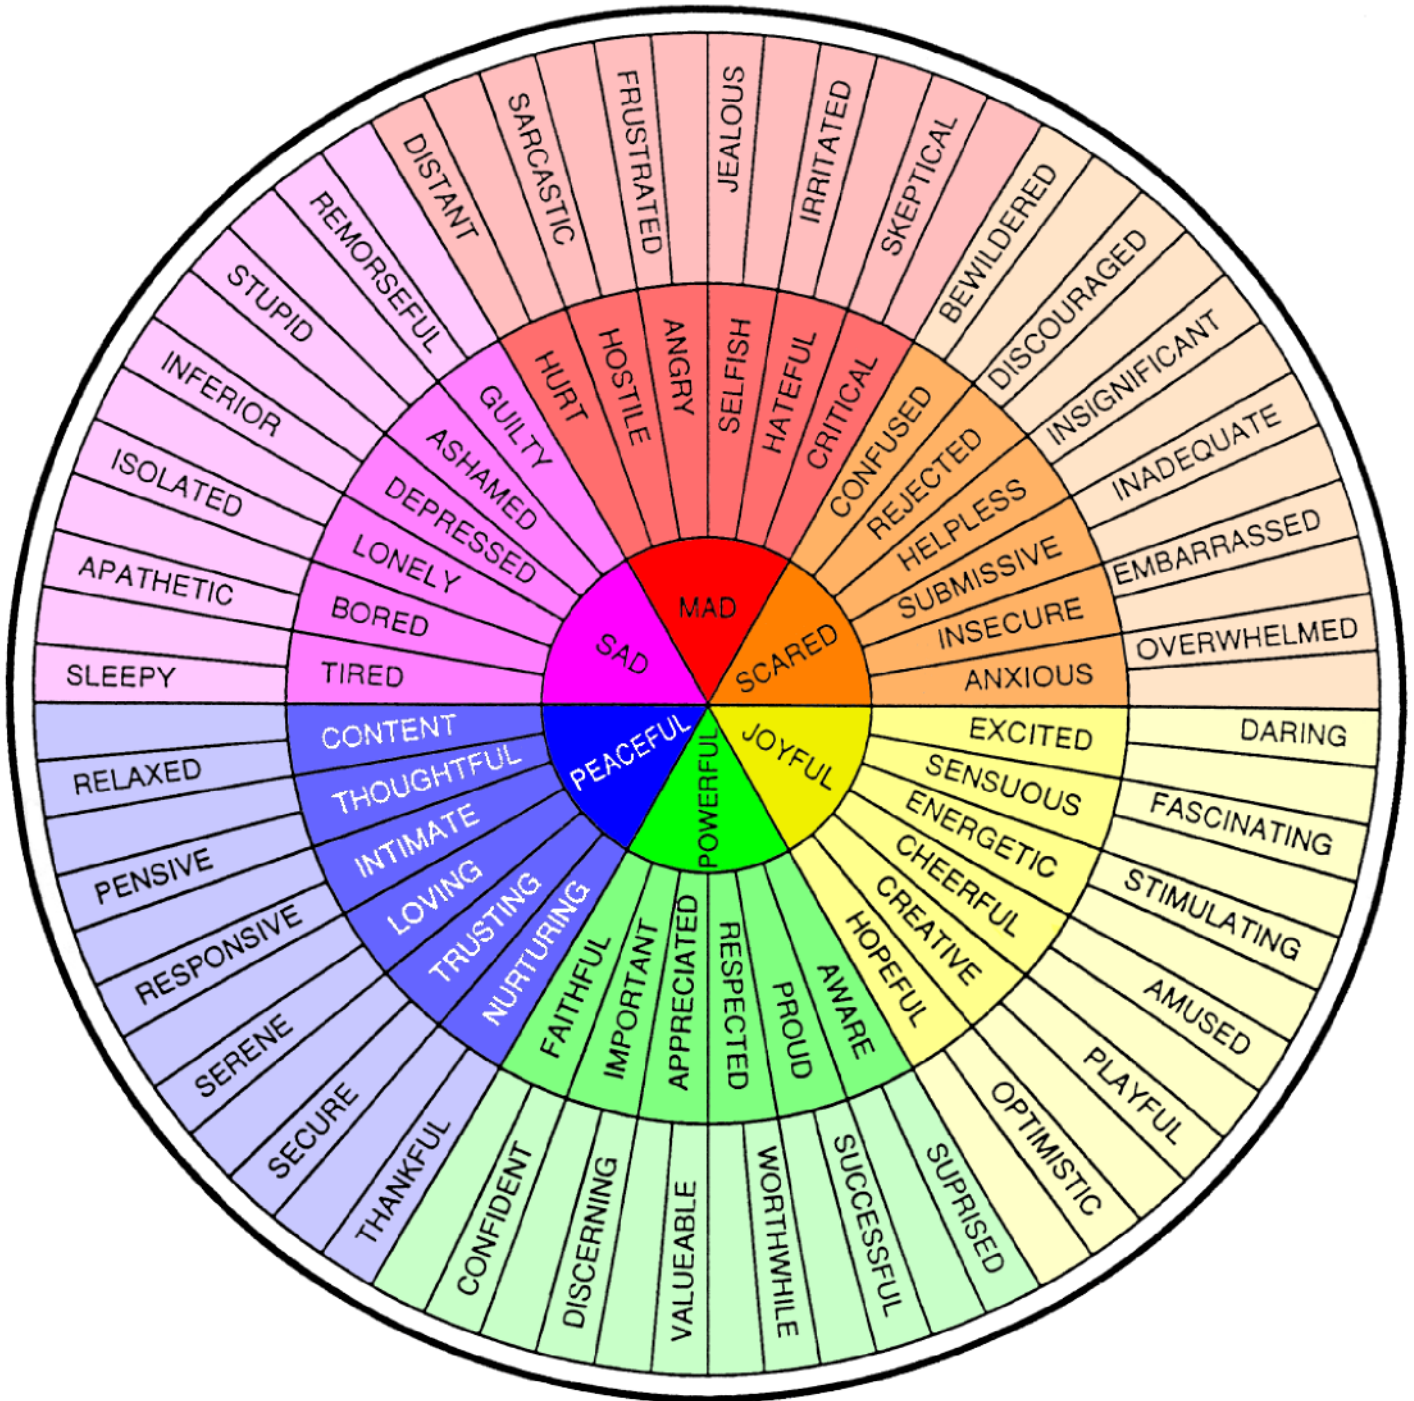 MAD
SCARED
JOYFUL
POWERFUL
PEACEFUL
SAD
HURT
HOSTILE
ANGRY
SELFISH
HATEFUL
CRITICAL
CONFUSED
REJECTED
HELPLESS
SUBMISSIVE
INSECURE
ANXIOUS
EXCITED
SENSUOUS
ENERGETIC
CHEERFUL
CREATIVE
HOPEFUL
AWARE
PROUD
RESPECTED
APPRECIATED
IMPORTANT
FAITHFUL
NURTURING
TRUSTING
LOVING
INTIMATE
THOUGHTFUL
CONTENT
TIRED
BORED
LONELY
DEPRESSED
ASHAMED
GUILTY
DISTANT
SARCASTIC
FRUSTRATED
JEALOUS
IRRITATED
SKEPTICAL
BEWILDERED
DISCOURAGED
INSIGNIFICANT
INADEQUATE
EMBARRASSED
OVERWHELMED
DARING
FASCINATING
STIMULATING
AMUSED
PLAYFUL
OPTIMISTIC
SUPRISED
SUCCESSFUL
WORTHWHILE
VALUEABLE
DISCERNING
CONFIDENT
THANKFUL
SECURE
SERENE
RESPONSIVE
PENSIVE
RELAXED
SLEEPY
APATHETIC
ISOLATED
INFERIOR
STUPID
REMORSEFUL